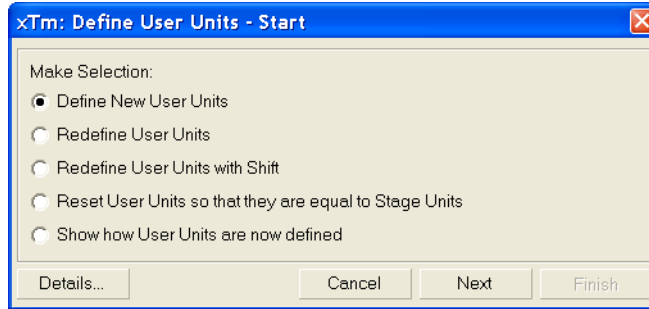 xTm: Define User Units - Start
Make Selection:
Define New User Units
Redefine User Units
Redefine User Units with Shift
Reset User Units so that they are equal to Stage Units
Show how User Units are now defined
Details... Cancel Next Finish